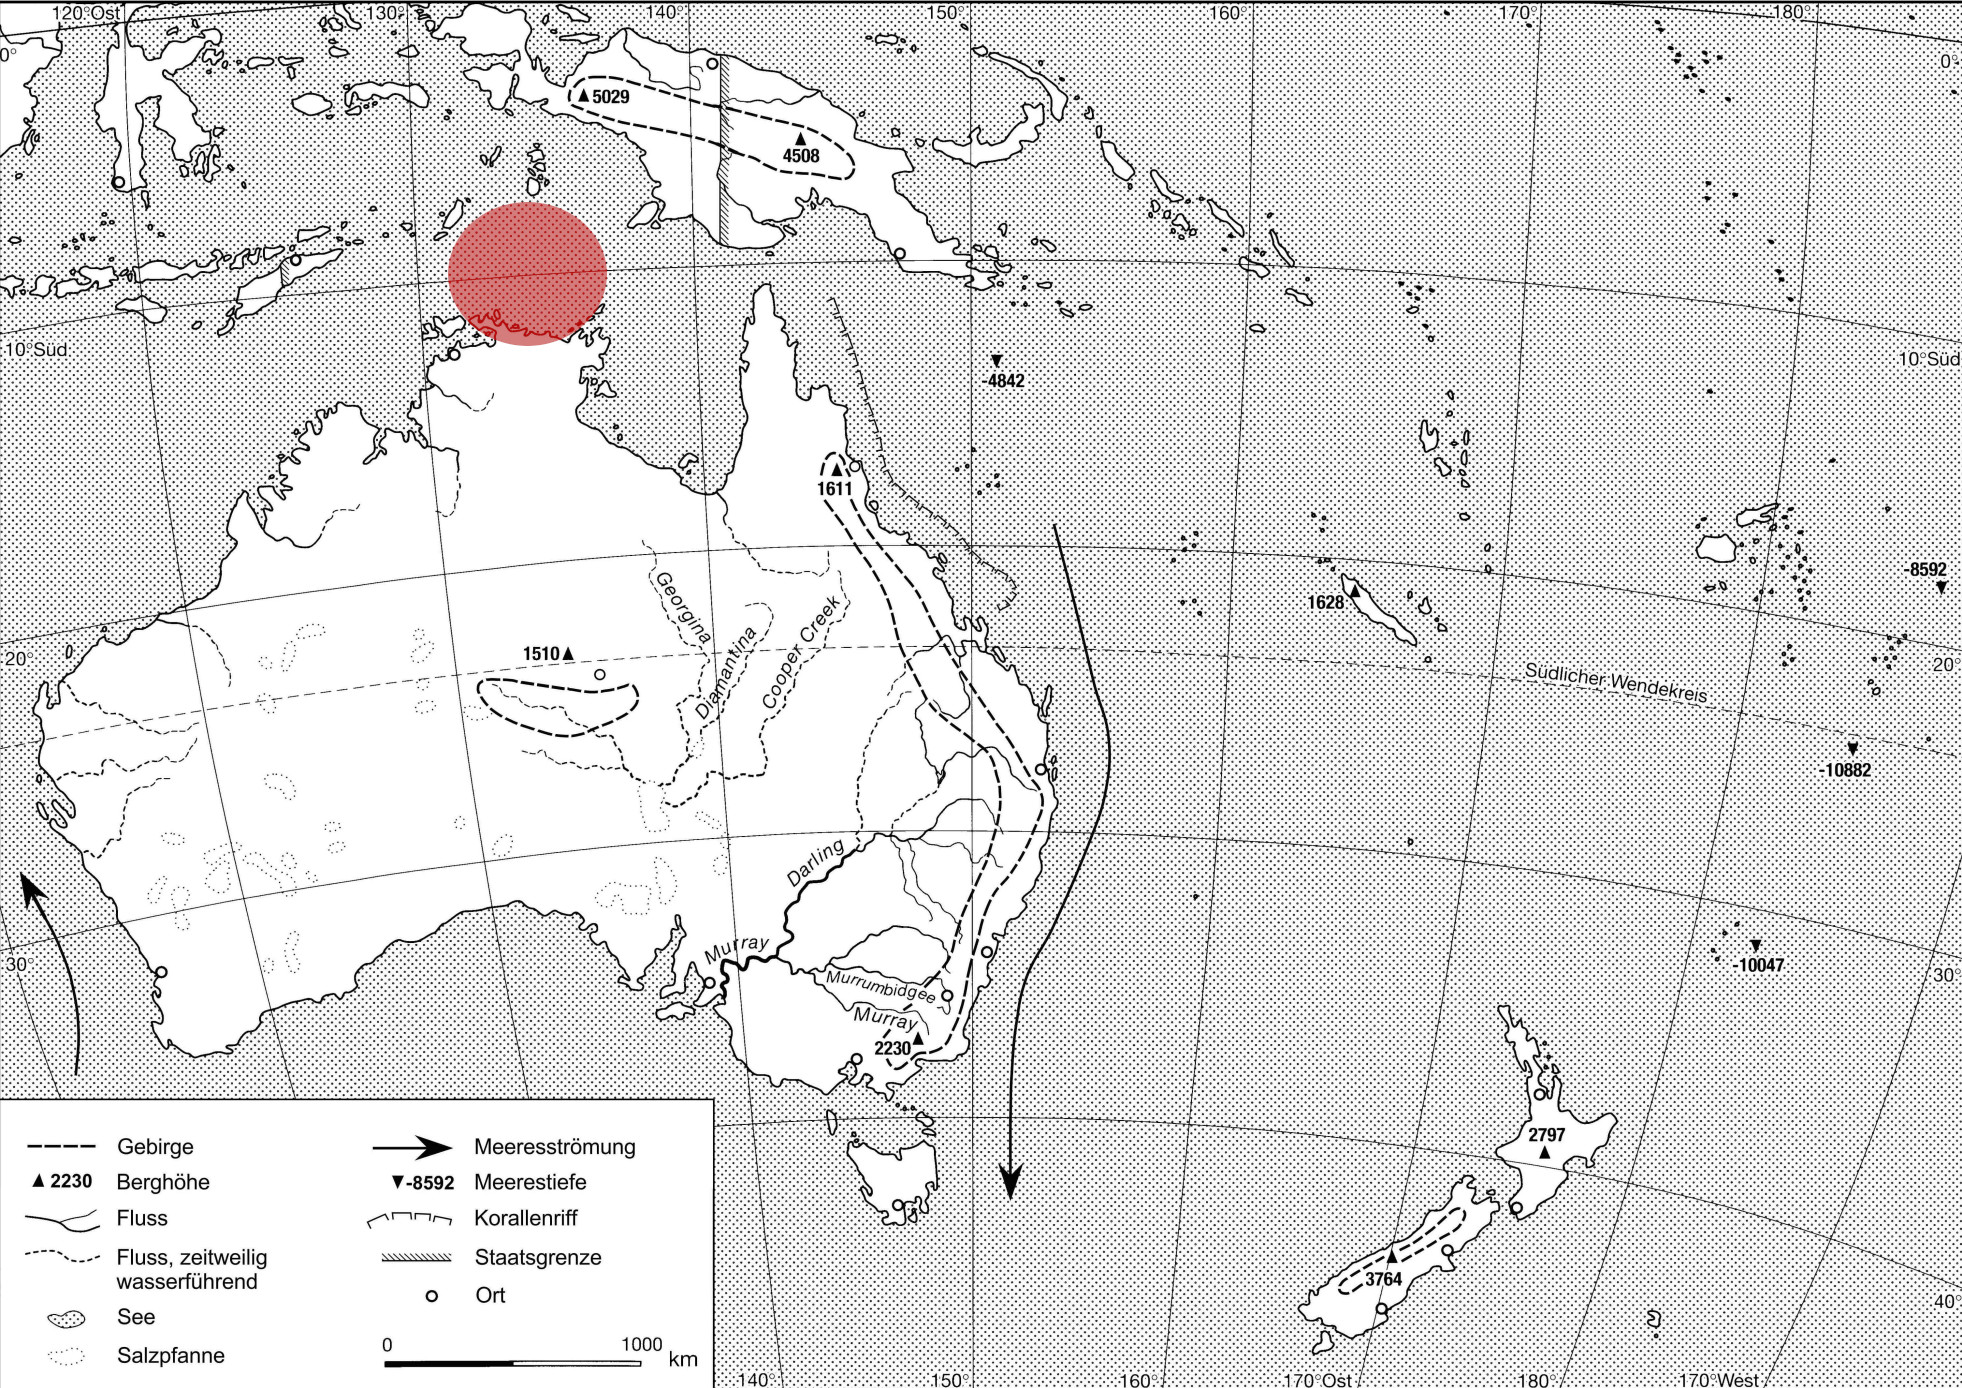 120°Ost
130°
140°
150°
160°
170°
180°
0°
0°
5029
4508
10°Süd
10°Süd
-4842
1611
-8592
1628
Georgina
Diamantina
Cooper Creek
1510
20°
20°
Südlicher Wendekreis
-10882
Darling
Murray
Murrumbidgee
Murray
2230
30°
30°
-10047
2797
3764
40°
Gebirge
2230 Berghöhe
Fluss
Fluss, zeitweilig
wasserführend
See
Salzpfanne
Meeresströmung
-8592 Meerestiefe
Korallenriff
Staatsgrenze
Ort
0 1000 km
140°
150°
160°
170°Ost
180°
170°West